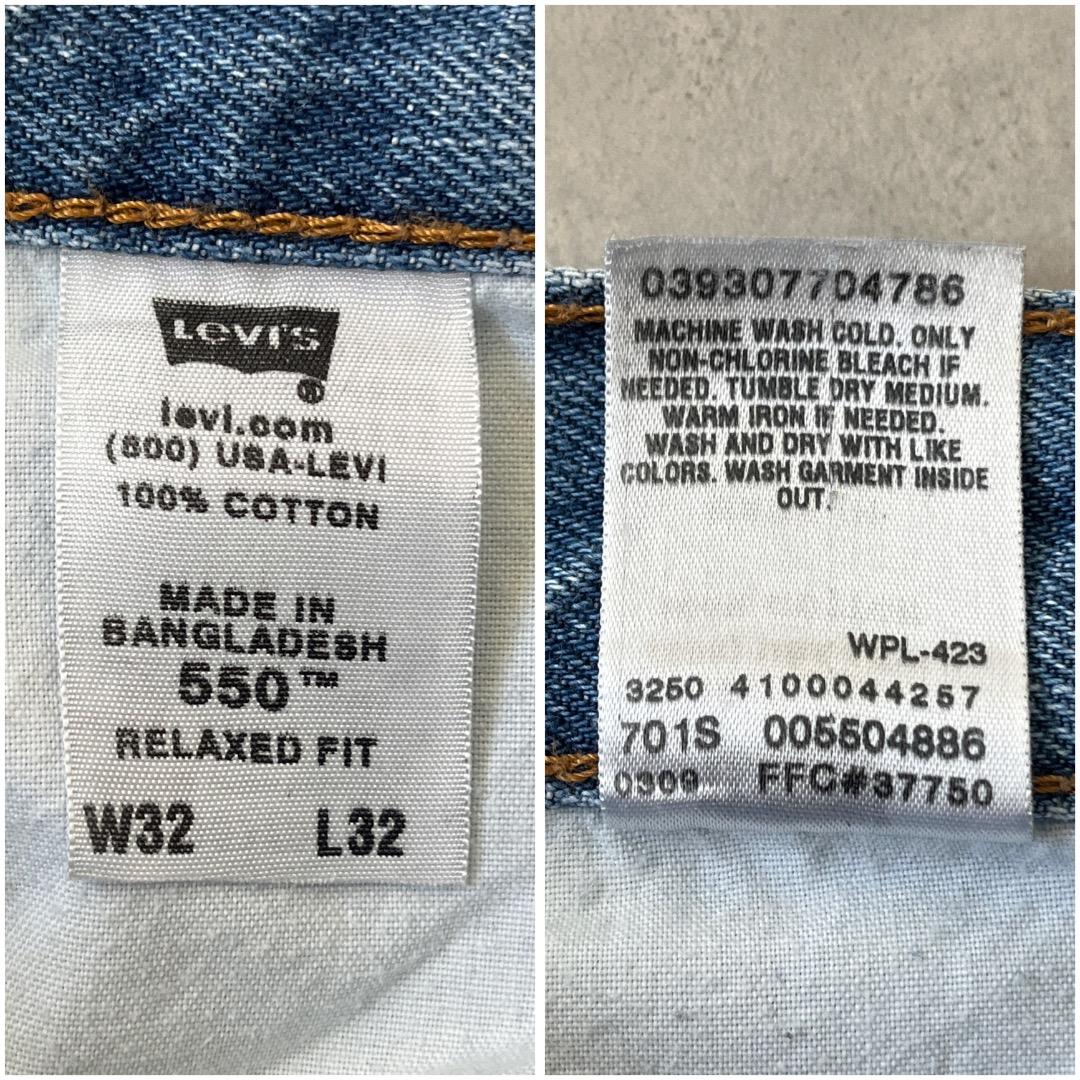 Levi's
®
levi.com
(800) USA-LEVI
100% COTTON
MADE IN
BANGLADESH
550™
RELAXED FIT
W32 L32
039307704786
MACHINE WASH COLD. ONLY
NON-CHLORINE BLEACH IF
NEEDED. TUMBLE DRY MEDIUM.
WARM IRON IF NEEDED.
WASH AND DRY WITH LIKE
COLORS. WASH GARMENT INSIDE
OUT.
WPL-423
3250 4100044257
701S 005504886
0309 FFC#37750